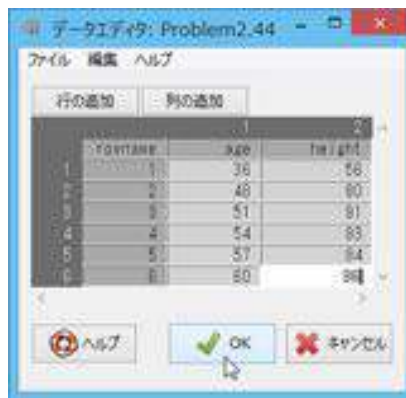 データエディタ: Problem2.44
ファイル 編集 ヘルプ
行の追加 列の追加
1 2
rowname age height
1 1 36 56
2 2 48 80
3 3 51 81
4 4 54 83
5 5 57 84
6 6 60 86
ヘルプ OK キャンセル